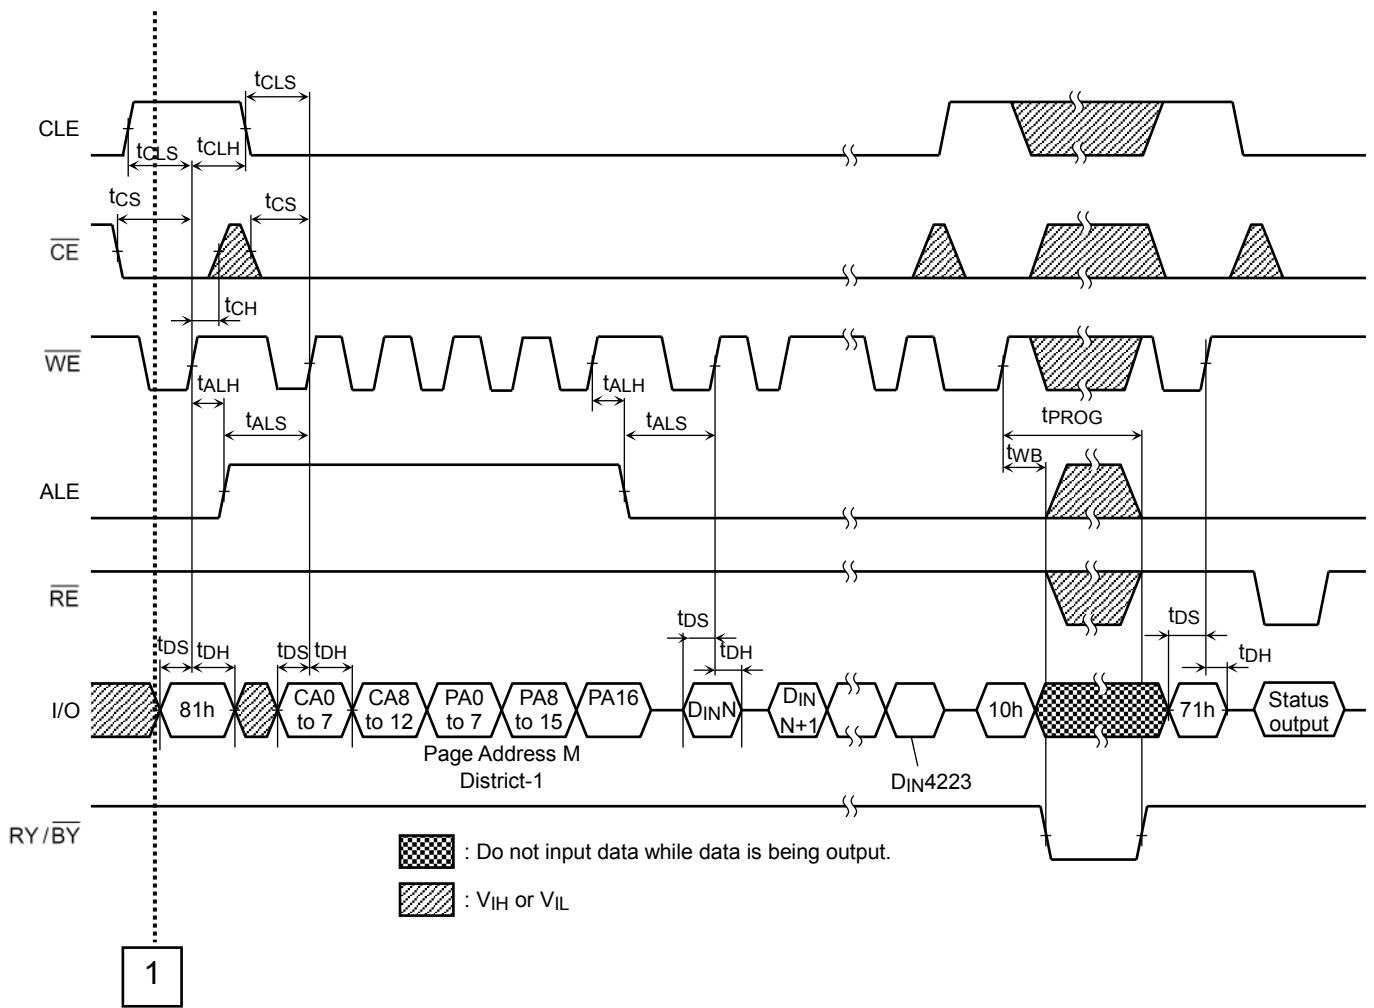 tCLS
CLE
tCLS
tCLH
tCS
tCS
CE
tCH
WE
tALH
tALH
tALS
tALS
tPROG
tWB
ALE
RE
tDS
tDH
tDS
tDH
tDS
tDH
tDS
tDH
I/O
81h
CA0
to 7
CA8
to 12
PA0
to 7
PA8
to 15
PA16
DINN
DIN
N+1
10h
71h
Status
output
Page Address M
District-1
DIN4223
RY/BY
: Do not input data while data is being output.
: VIH or VIL
1